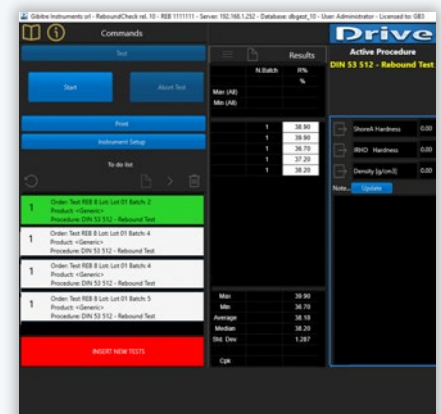 Gibitre Instruments srl - ReboundCheck rel. 10 - REB 1111111 - Server: 192.168.1.252 - Database: dbgest_10 - User: Administrator - Licensed to: GB3
Commands
Test
Start
Abort Test
Print
Instrument Setup
To do list
1
Order: Test REB 8 Lot: Lot 01 Batch: 2
Product: <Generic>
Procedure: DIN 53 512 - Rebound Test
1
Order: Test REB 8 Lot: Lot 01 Batch: 4
Product: <Generic>
Procedure: DIN 53 512 - Rebound Test
1
Order: Test REB 8 Lot: Lot 01 Batch: 4
Product: <Generic>
Procedure: DIN 53 512 - Rebound Test
1
Order: Test REB 8 Lot: Lot 01 Batch: 5
Product: <Generic>
Procedure: DIN 53 512 - Rebound Test
INSERT NEW TESTS
Results
N.Batch R%
%
Max (All)
Min (All)
1 38.90
1 39.90
1 36.70
1 37.20
1 38.20
Max 39.90
Min 36.70
Average 38.18
Median 38.20
Std. Dev 1.287
Cpk
Drive
Active Procedure
DIN 53 512 - Rebound Test
ShoreA Hardness 0.00
IRHD Hardness 0.00
Density [g/cm3] 0.00
Note... Update